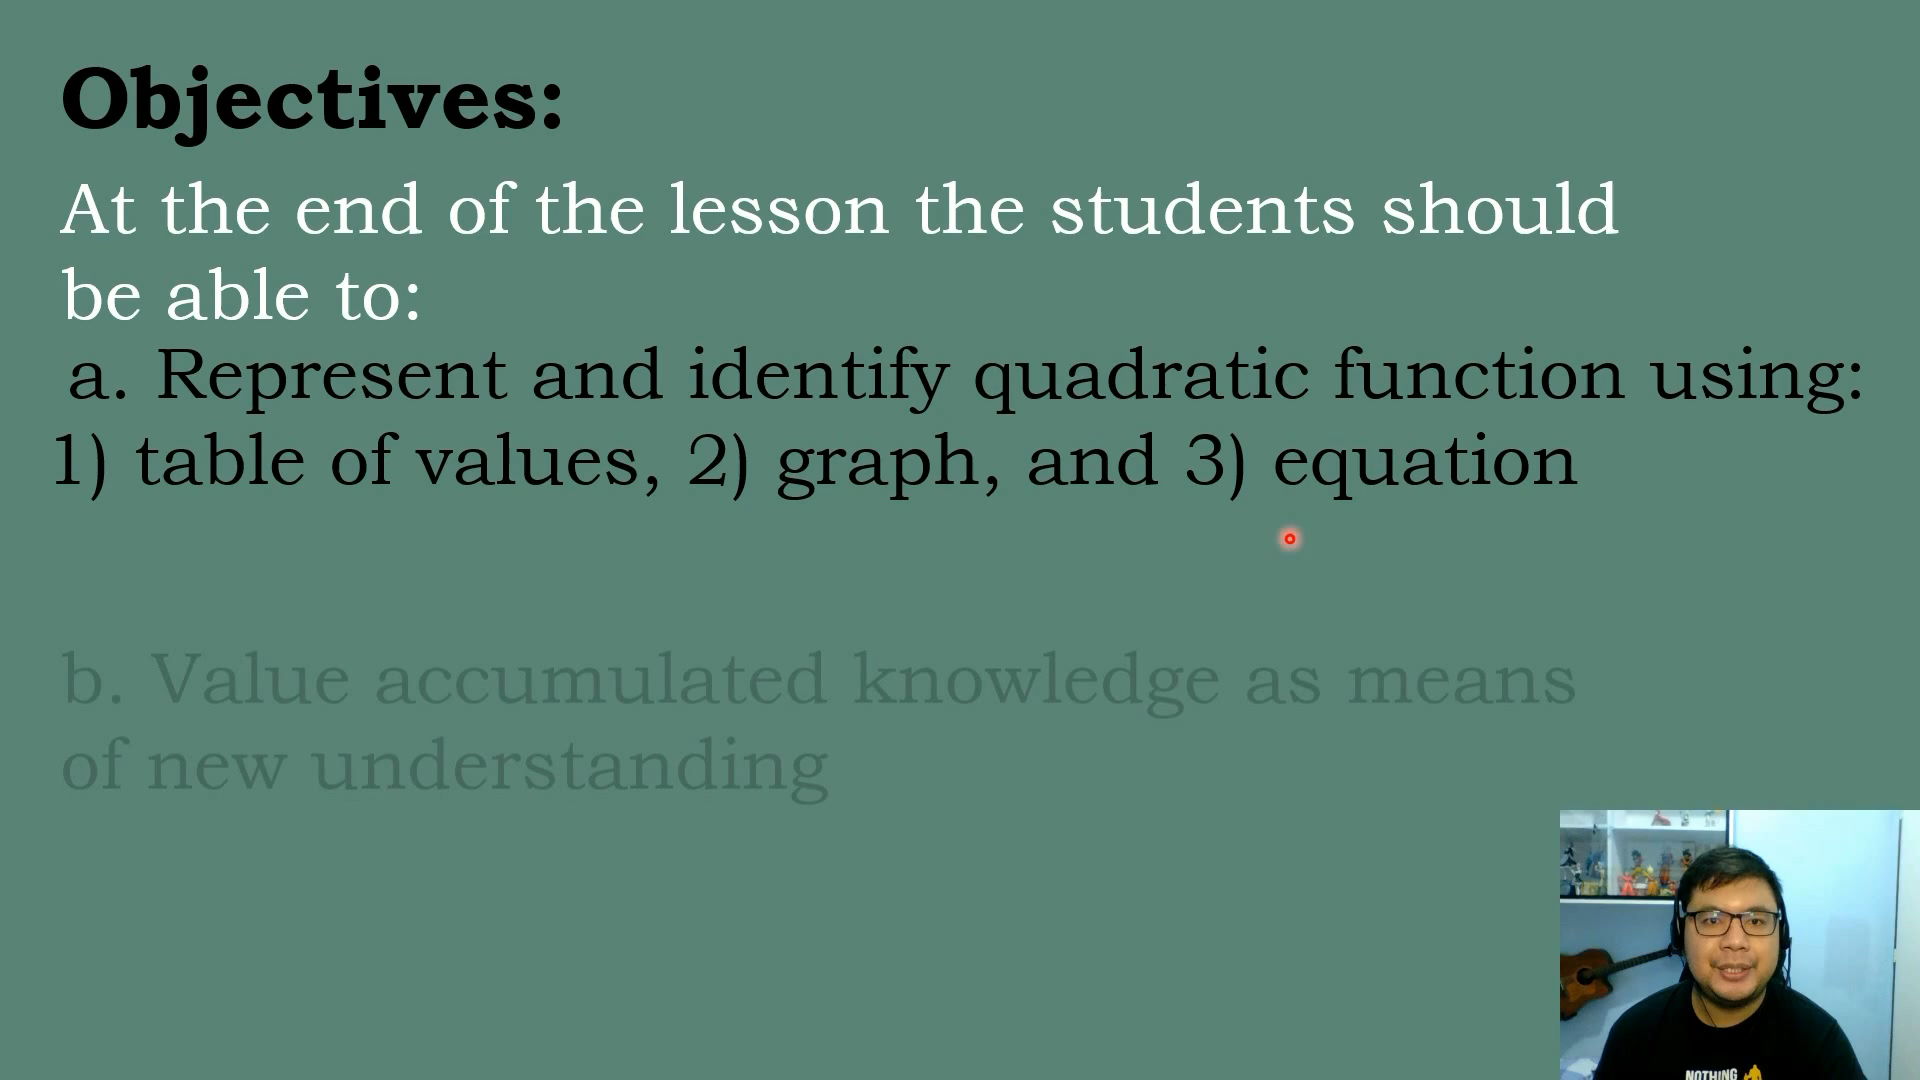 Objectives:
At the end of the lesson the students should
be able to:
a. Represent and identify quadratic function using:
1) table of values, 2) graph, and 3) equation
b. Value accumulated knowledge as means
of new understanding
NOTHING